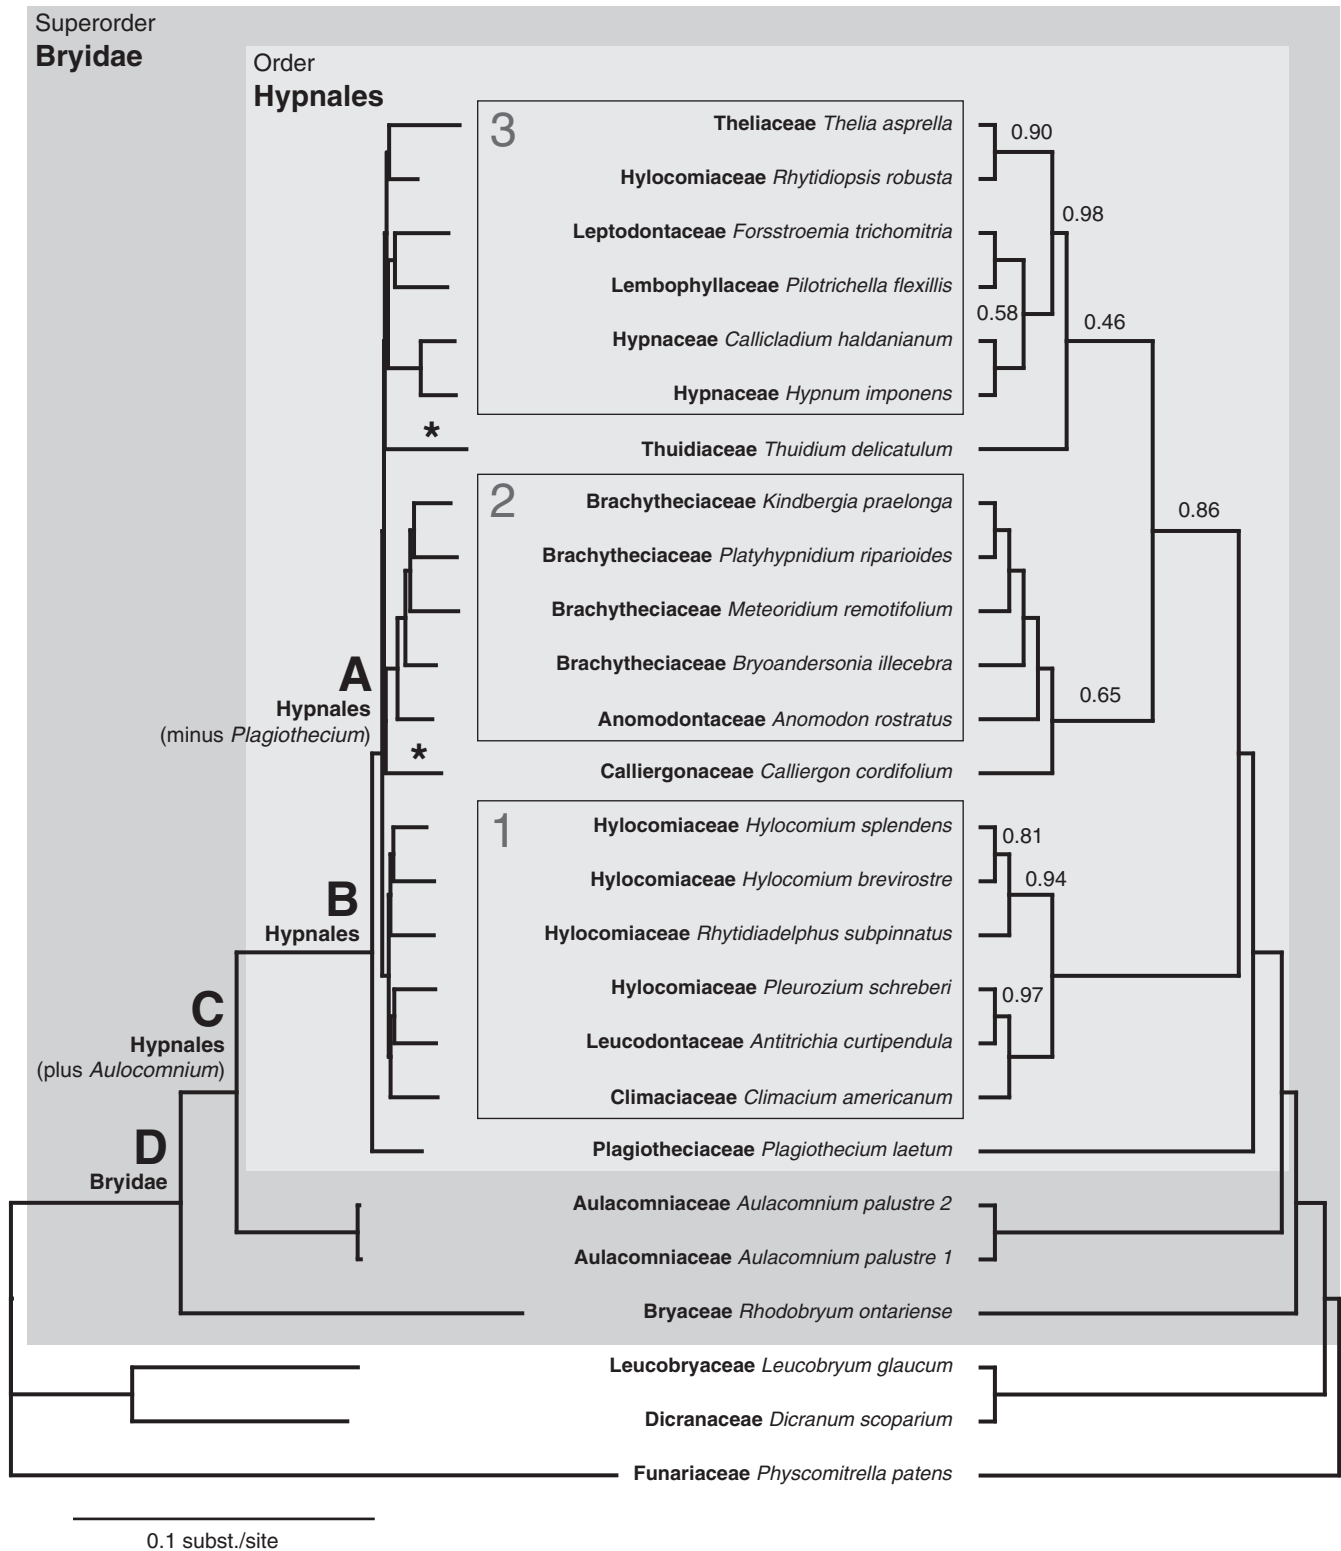 Superorder
Bryidae
Order
Hypnales
3
Theliaceae Thelia asprella
0.90
Hylocomiaceae Rhytidiopsis robusta
0.98
Leptodontaceae Forsstroemia trichomitria
Lembophyllaceae Pilotrichella flexillis
0.58
0.46
Hypnaceae Callicladium haldanianum
Hypnaceae Hypnum imponens
*
Thuidiaceae Thuidium delicatulum
2
Brachytheciaceae Kindbergia praelonga
0.86
Brachytheciaceae Platyhypnidium riparioides
Brachytheciaceae Meteoridium remotifolium
Brachytheciaceae Bryoandersonia illecebra
A
Hypnales
(minus Plagiothecium)
0.65
Anomodontaceae Anomodon rostratus
*
Calliergonaceae Calliergon cordifolium
1
Hylocomiaceae Hylocomium splendens
0.81
Hylocomiaceae Hylocomium brevirostre
0.94
B
Hypnales
Hylocomiaceae Rhytidiadelphus subpinnatus
Hylocomiaceae Pleurozium schreberi
0.97
C
Hypnales
(plus Aulocomnium)
Leucodontaceae Antitrichia curtipendula
Climaciaceae Climacium americanum
D
Bryidae
Plagiotheciaceae Plagiothecium laetum
Aulacomniaceae Aulacomnium palustre 2
Aulacomniaceae Aulacomnium palustre 1
Bryaceae Rhodobryum ontariense
Leucobryaceae Leucobryum glaucum
Dicranaceae Dicranum scoparium
Funariaceae Physcomitrella patens
0.1 subst./site